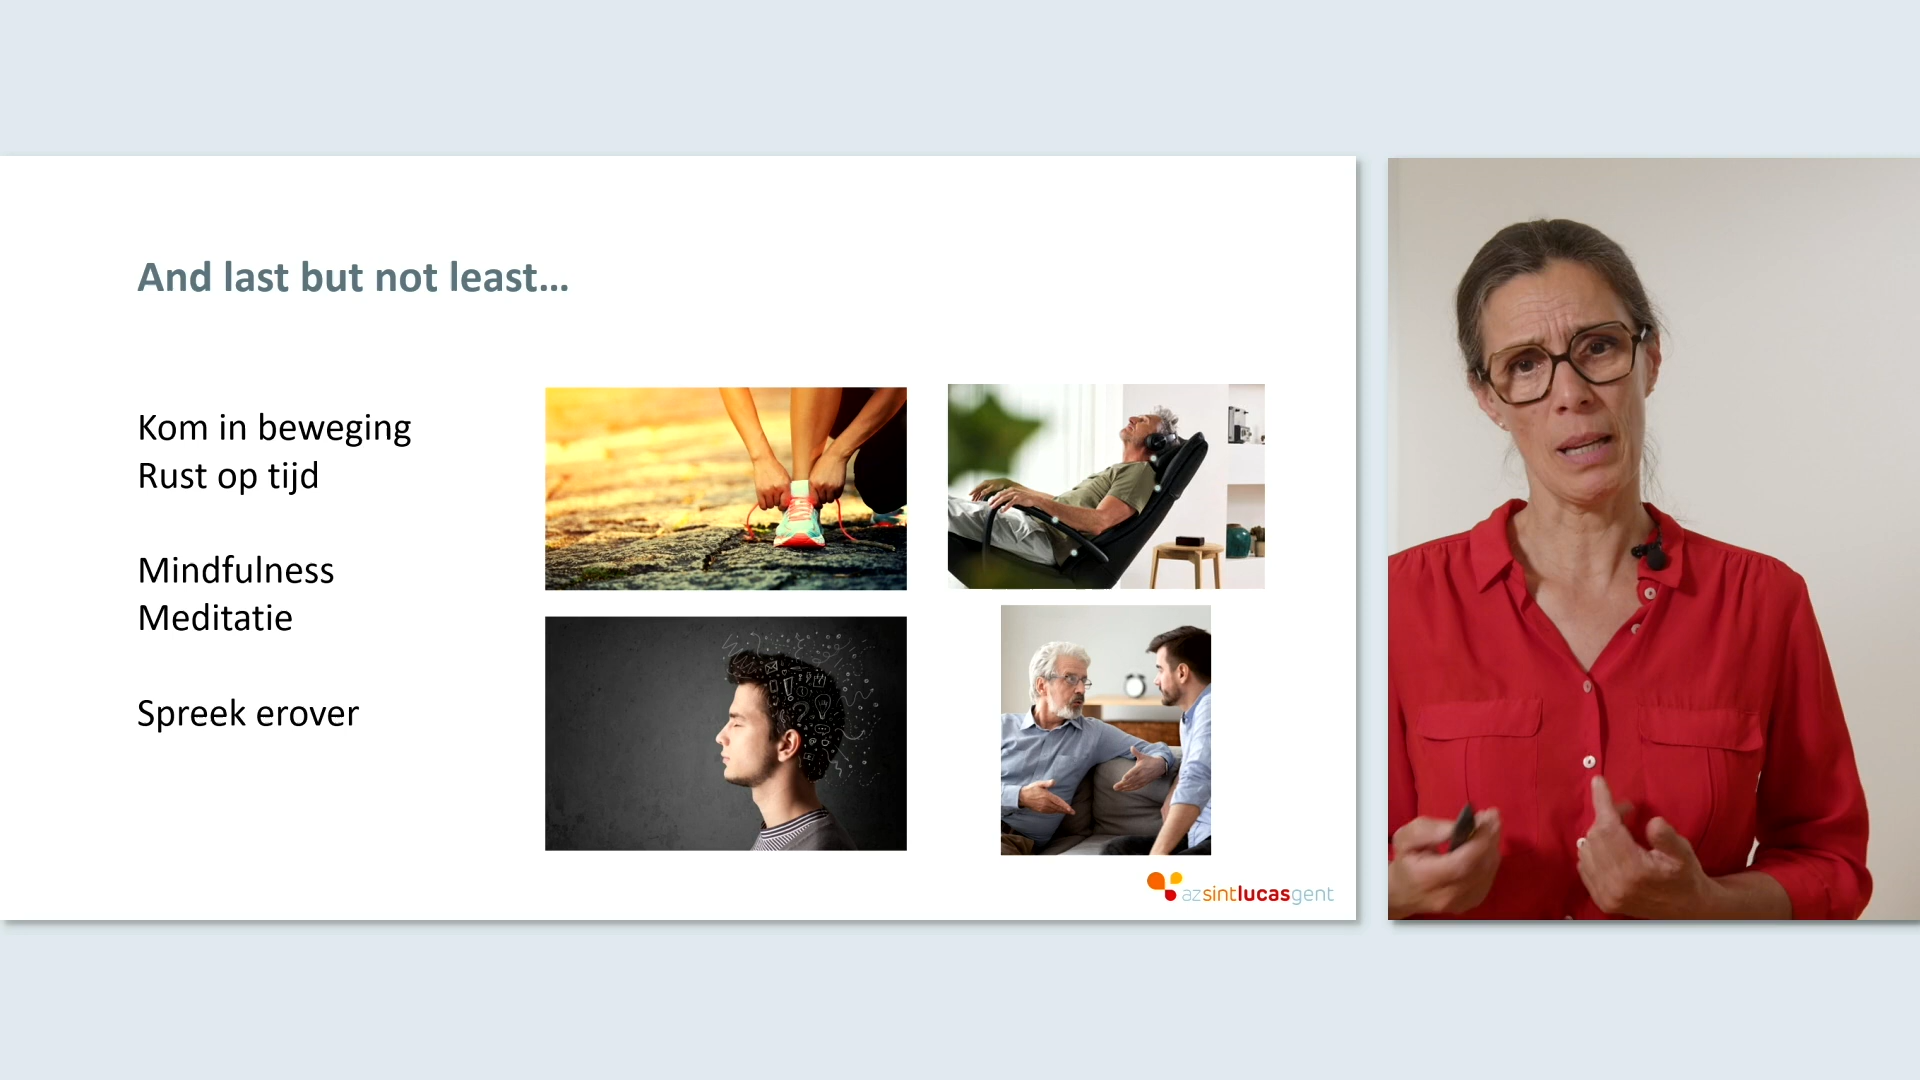 And last but not least...
Kom in beweging
Rust op tijd
Mindfulness
Meditatie
Spreek erover
azsintlucasgent